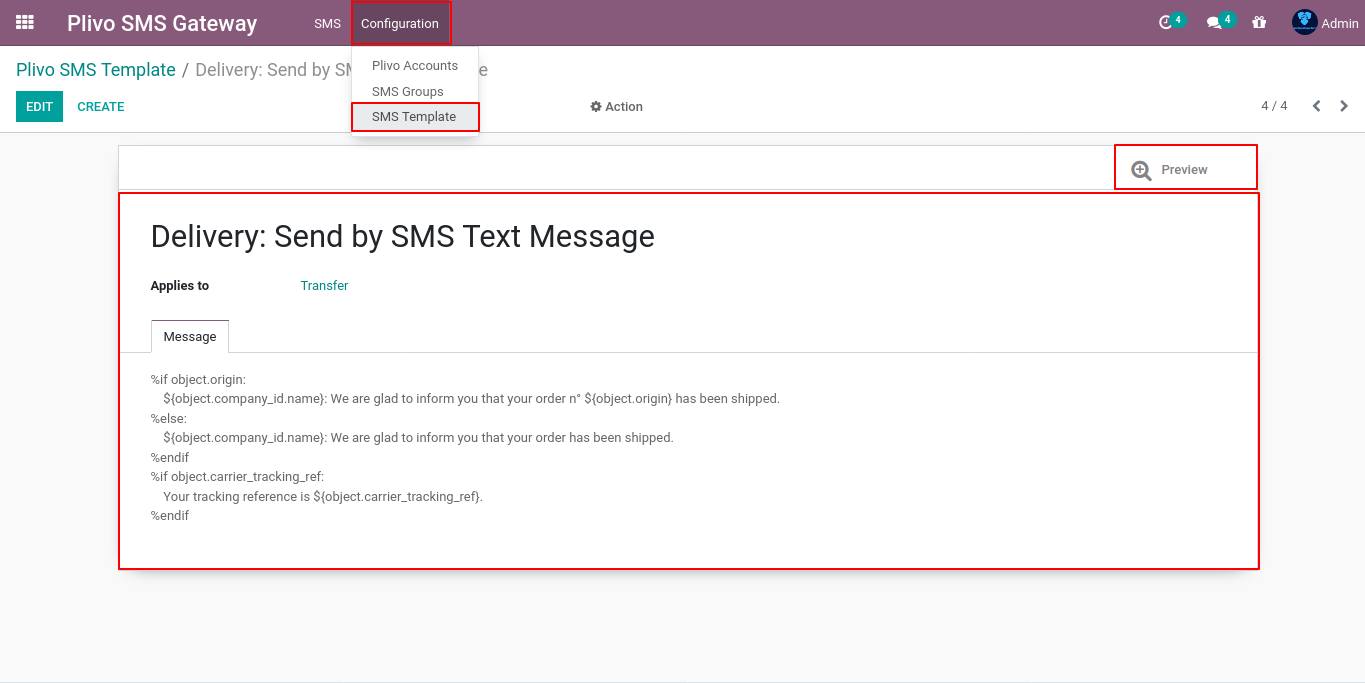 Plivo SMS Gateway SMS Configuration 4 4 Admin
Plivo Accounts
Plivo SMS Template / Delivery: Send by SM e
SMS Groups
EDIT CREATE Action 4 / 4
SMS Template
Preview
Delivery: Send by SMS Text Message
Applies to Transfer
Message
%if object.origin:
${object.company_id.name}: We are glad to inform you that your order n° ${object.origin} has been shipped.
%else:
${object.company_id.name}: We are glad to inform you that your order has been shipped.
%endif
%if object.carrier_tracking_ref:
Your tracking reference is ${object.carrier_tracking_ref}.
%endif